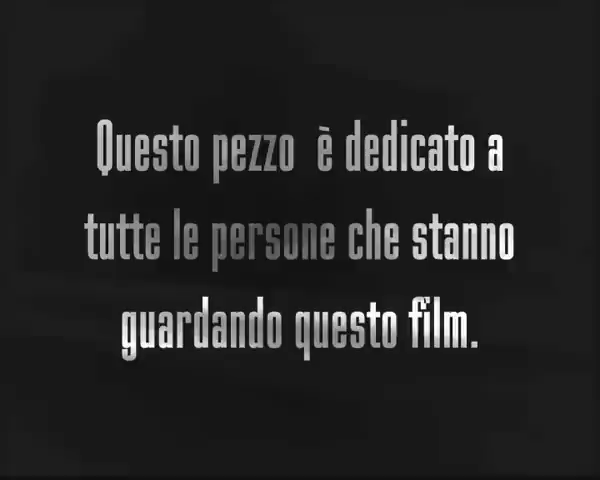 Questo pezzo è dedicato a
tutte le persone che stanno
guardando questo film.